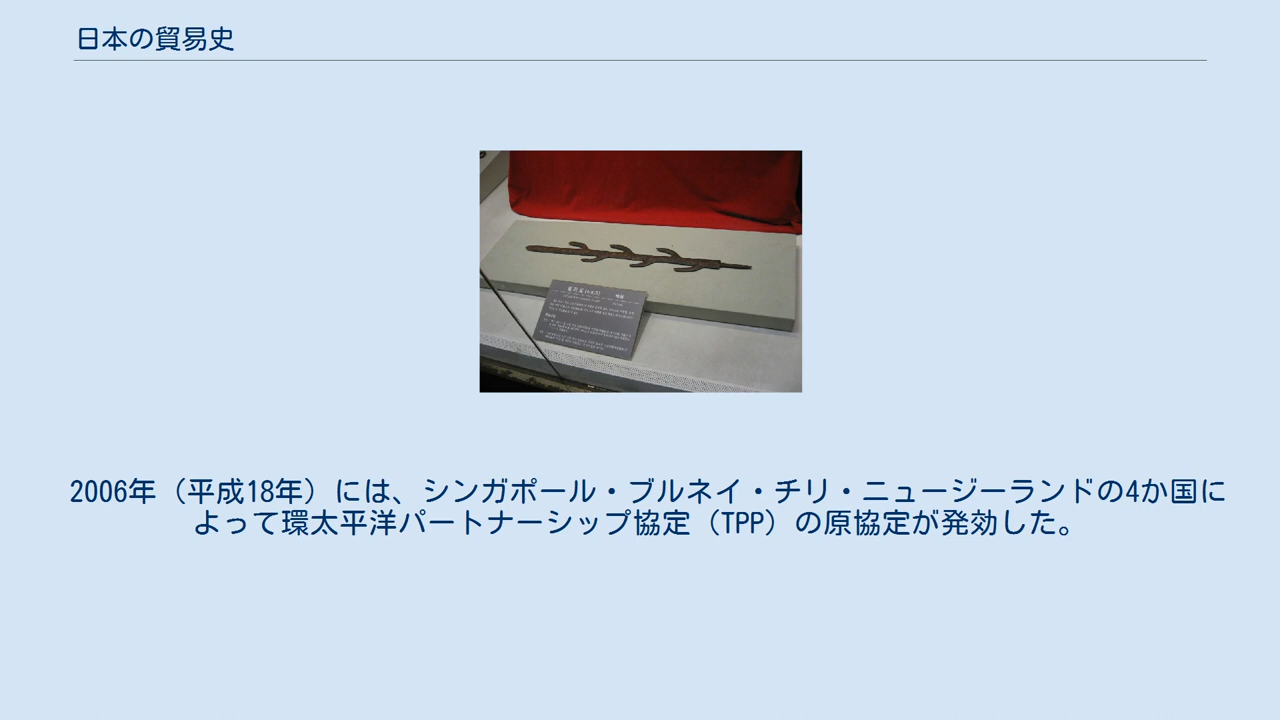 日本の貿易史
2006年（平成18年）には、シンガポール・ブルネイ・チリ・ニュージーランドの4か国に
よって環太平洋パートナーシップ協定（TPP）の原協定が発効した。